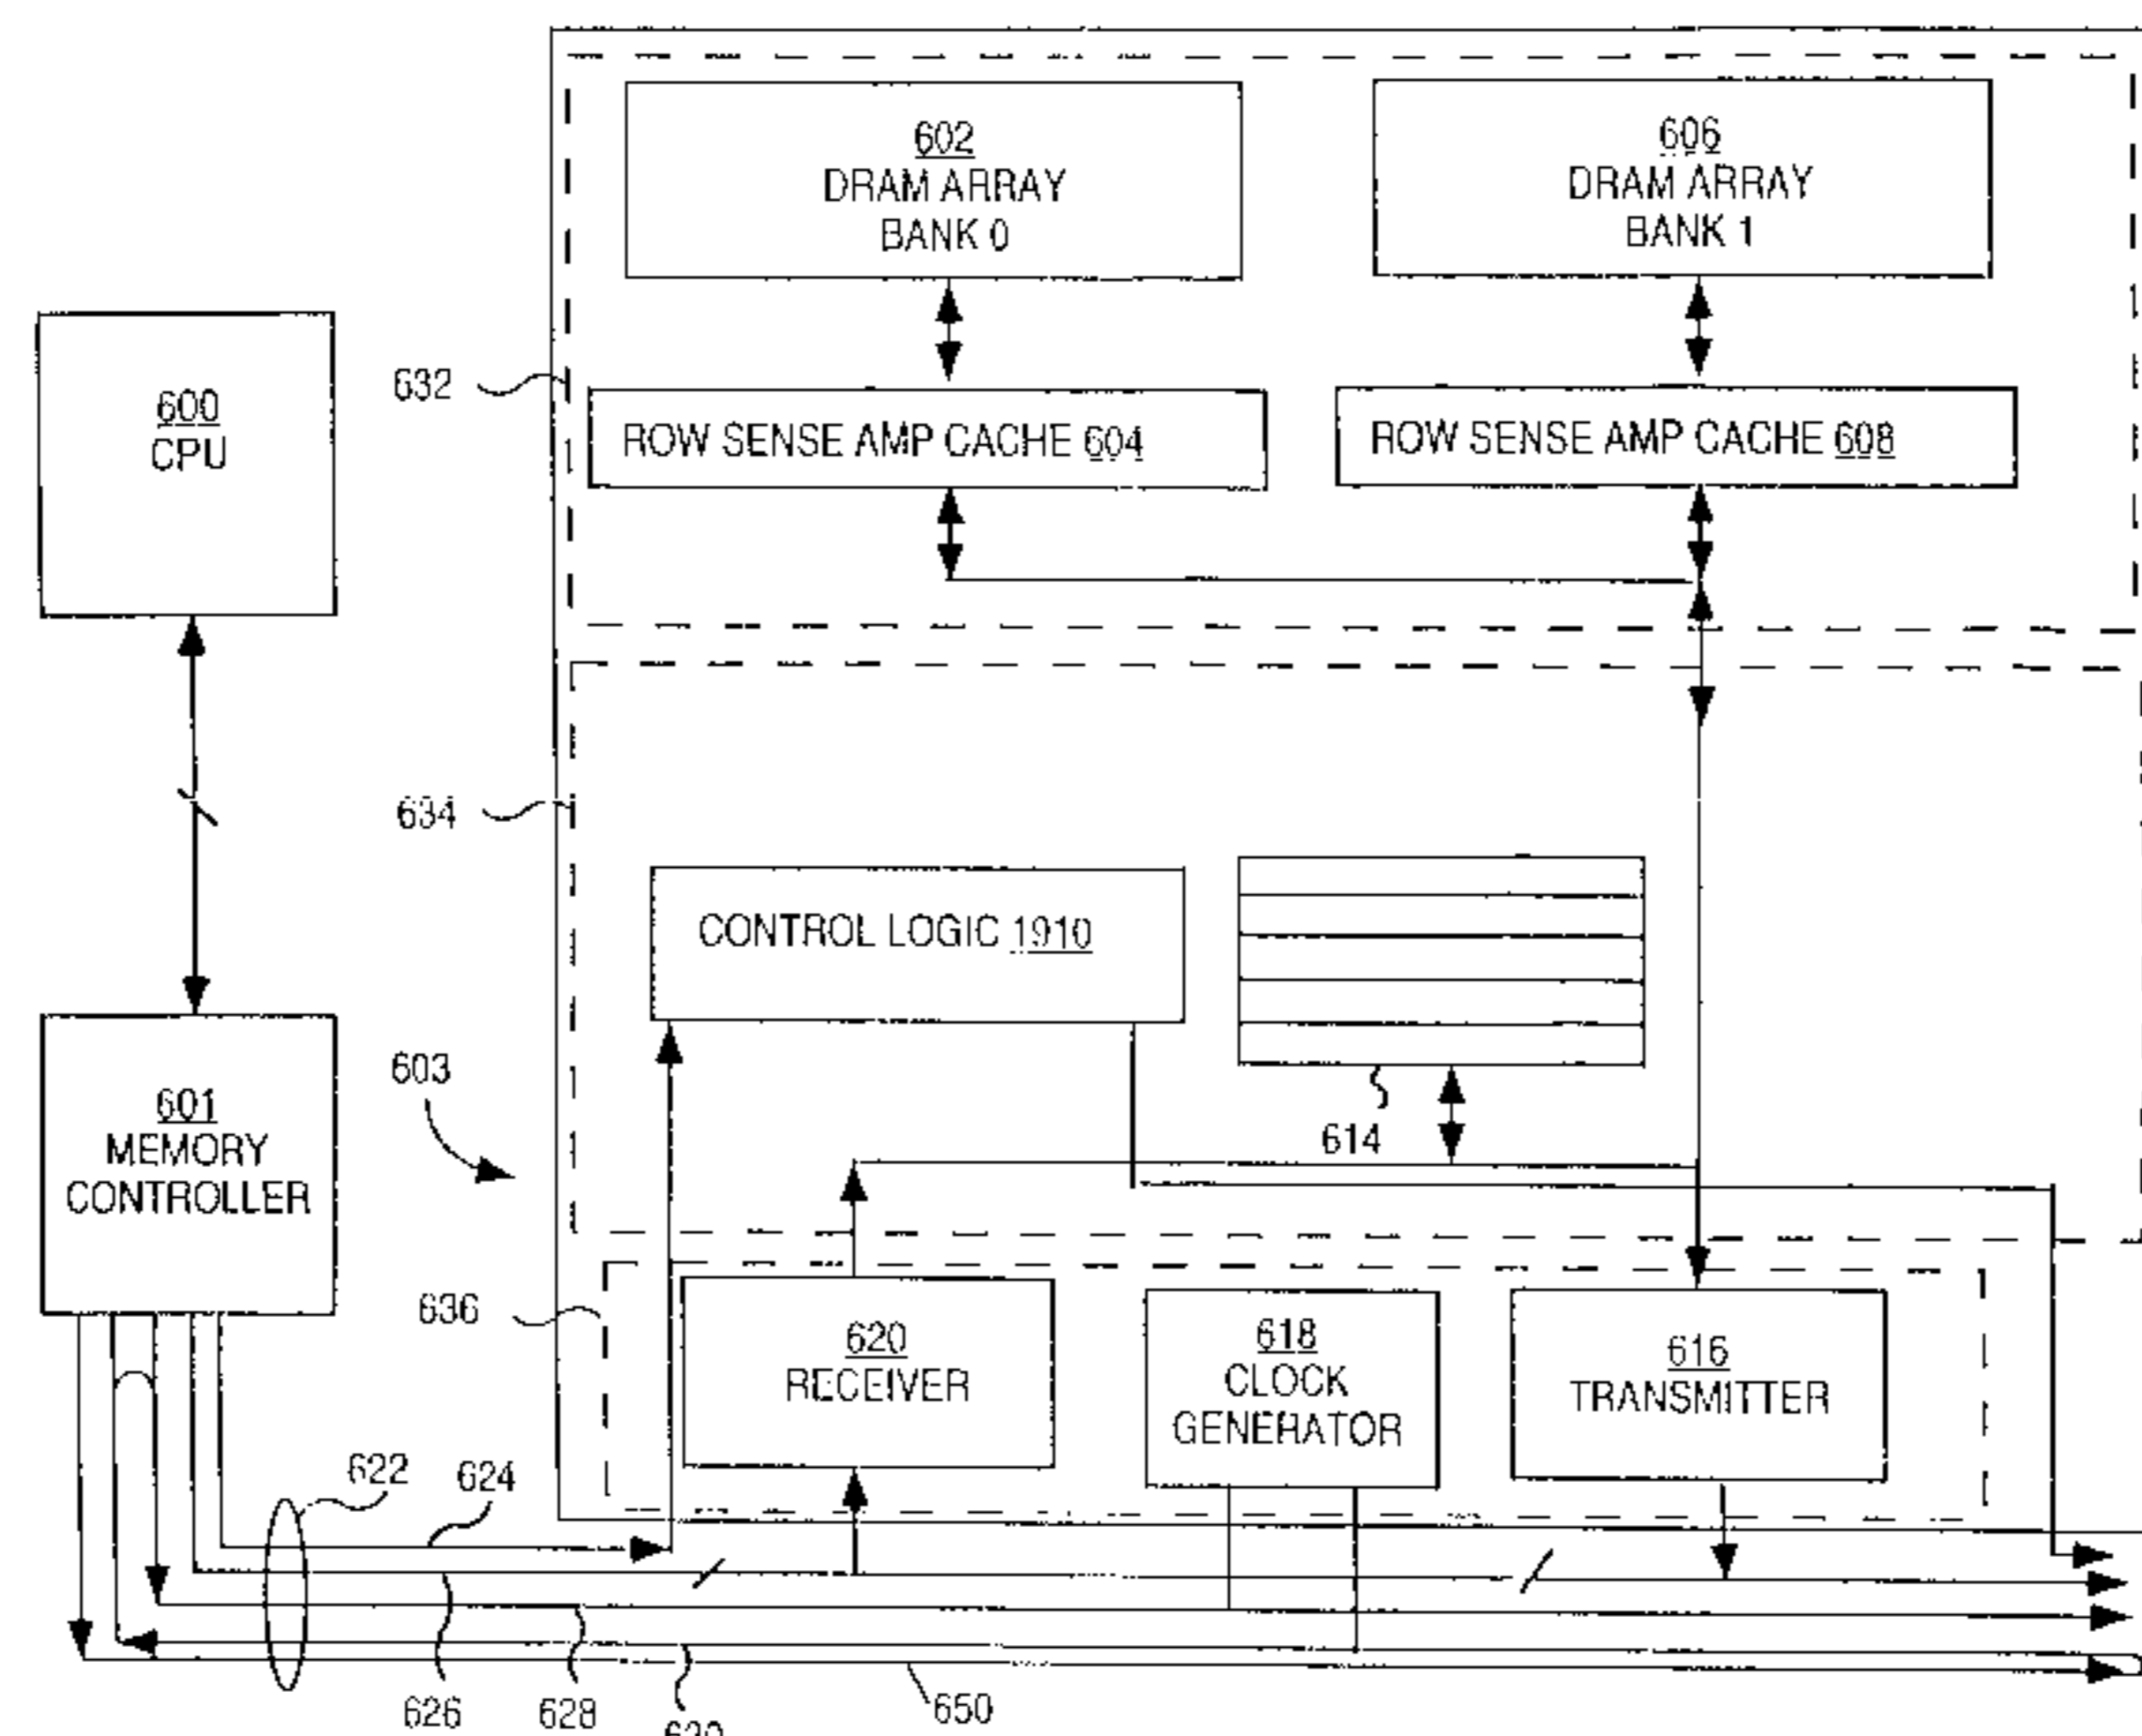 602
DRAM ARRAY
BANK 0
606
DRAM ARRAY
BANK 1
600
CPU
632
ROW SENSE AMP CACHE 604
ROW SENSE AMP CACHE 608
634
CONTROL LOGIC 1910
603
601
MEMORY
CONTROLLER
614
636
620
RECEIVER
618
CLOCK
GENERATOR
616
TRANSMITTER
622
624
626
628
650